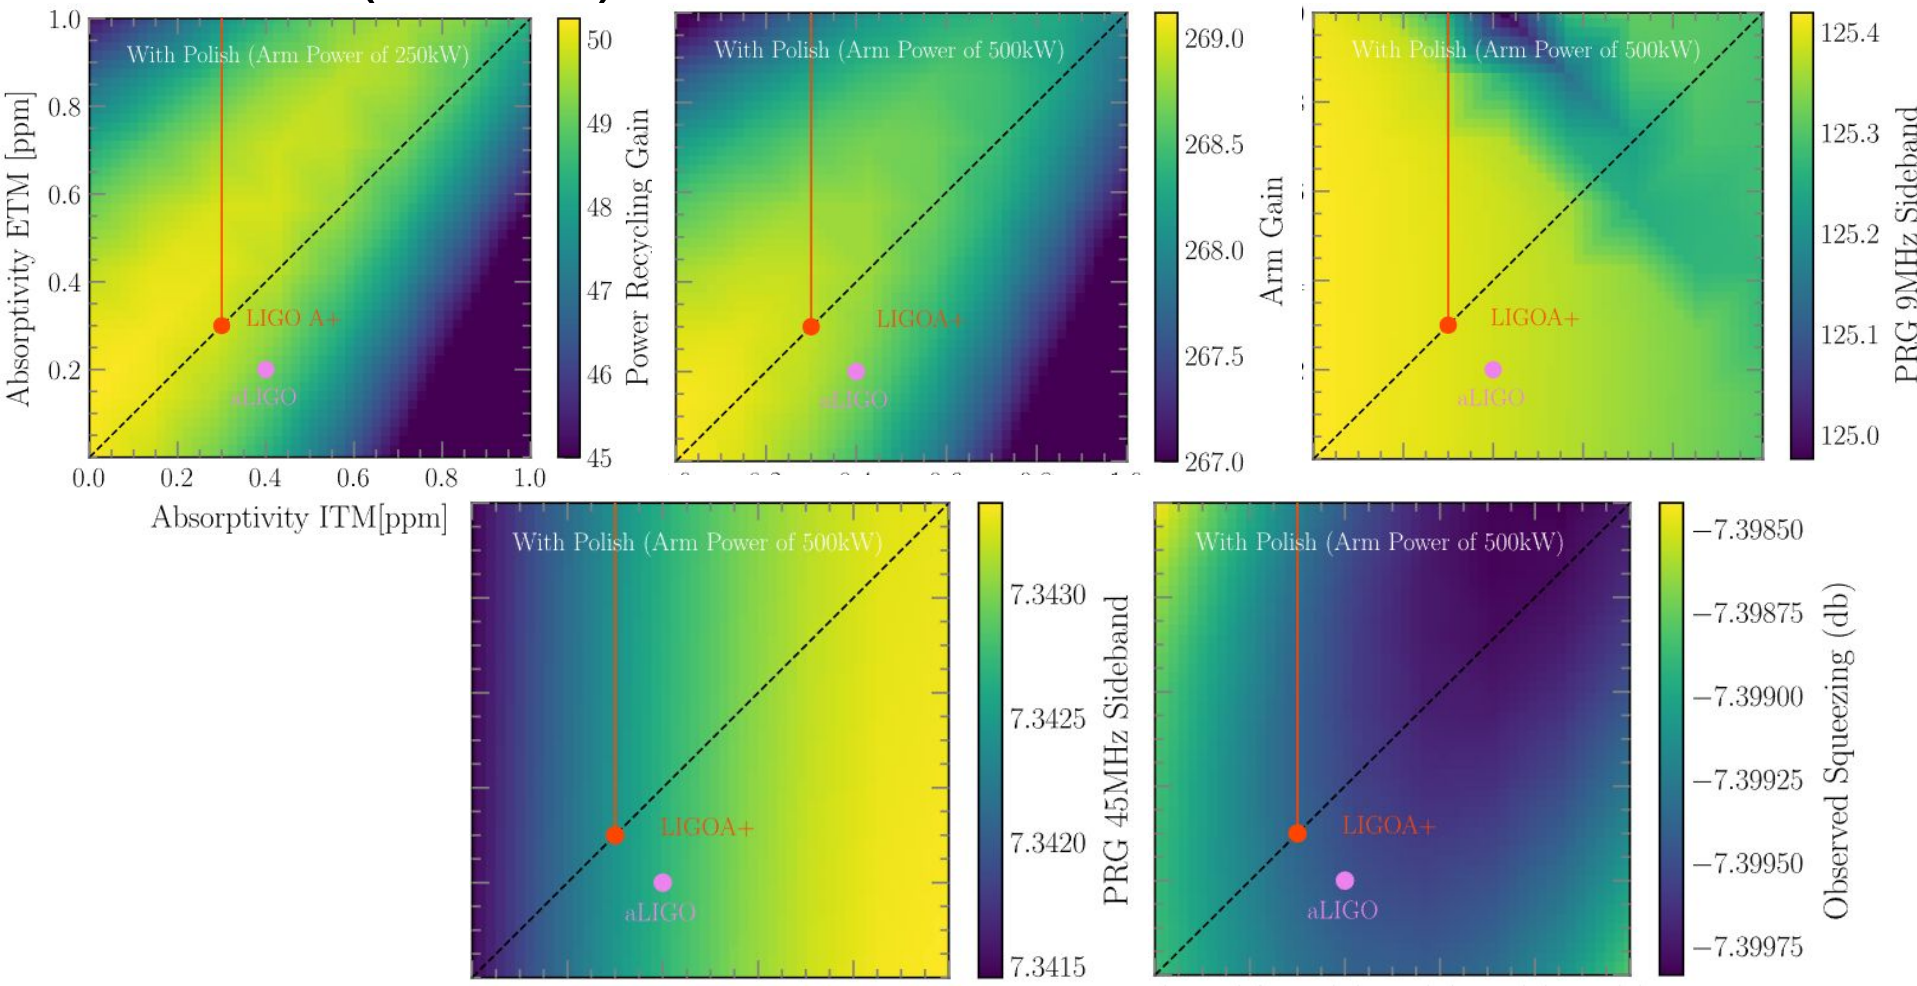 1.0
0.8
0.6
0.4
0.2
Absorptivity ETM [ppm]
With Polish (Arm Power of 250kW)
LIGO A+
aLIGO
0.0 0.2 0.4 0.6 0.8 1.0
Absorptivity ITM[ppm]
50
49
48
47
46
45
Power Recycling Gain
With Polish (Arm Power of 500kW)
LIGOA+
aLIGO
269.0
268.5
268.0
267.5
267.0
Arm Gain
With Polish (Arm Power of 500kW)
LIGOA+
aLIGO
125.4
125.3
125.2
125.1
125.0
PRG 9MHz Sideband
With Polish (Arm Power of 500kW)
LIGOA+
aLIGO
7.3430
7.3425
7.3420
7.3415
PRG 45MHz Sideband
With Polish (Arm Power of 500kW)
LIGOA+
aLIGO
−7.39850
−7.39875
−7.39900
−7.39925
−7.39950
−7.39975
Observed Squeezing (db)